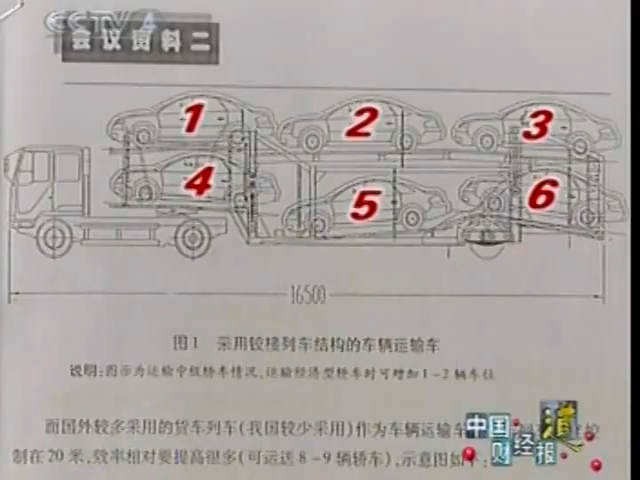 CCTV 4
会议资料二
1 2 3
4 5 6
16500
图1 采用铰接列车结构的车辆运输车
说明:图示为运输中级轿车情况,运输经济型轿车时可增加1-2辆车位
而国外较多采用的货车列车(我国较少采用)作为车辆运输车
制在20米,效率相对要提高很多(可运送8-9辆轿车),示意图如下:
中国
财经报道